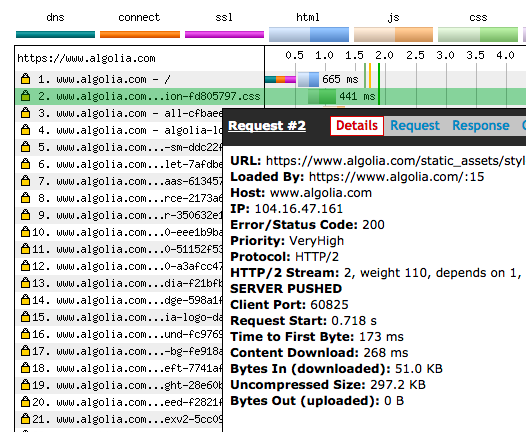 dns connect ssl html js css
https://www.algolia.com 0.5 1.0 1.5 2.0 2.5 3.0 3.5 4.0
1. www.algolia.com - / 665 ms
2. www.algolia.com...ion-fd805797.css 441 ms
3. www.algolia.com - all-cfbaee
4. www.algolia.com - algolia-lo
5. www.algolia.com...-sm-ddc22f
6. www.algolia.com...let-7afdbe
7. www.algolia.com...aas-613457
8. www.algolia.com...rce-2173a6
9. www.algolia.com...r-350632e1
10. www.algolia.com...0-eee1b9ba
11. www.algolia.com...0-51152f53
12. www.algolia.com...0-a3afcc47
13. www.algolia.com...dia-f21bfb
14. www.algolia.com...dge-598a1f
15. www.algolia.com...ia-logo-da
16. www.algolia.com...und-fc9769
17. www.algolia.com...-bg-fe918a
18. www.algolia.com...eft-7741af
19. www.algolia.com...ght-28e60b
20. www.algolia.com...eed-f2821f
21. www.algolia.com...exv2-5cc09
Request #2 Details Request Response
URL: https://www.algolia.com/static_assets/styl
Loaded By: https://www.algolia.com/:15
Host: www.algolia.com
IP: 104.16.47.161
Error/Status Code: 200
Priority: VeryHigh
Protocol: HTTP/2
HTTP/2 Stream: 2, weight 110, depends on 1,
SERVER PUSHED
Client Port: 60825
Request Start: 0.718 s
Time to First Byte: 173 ms
Content Download: 268 ms
Bytes In (downloaded): 51.0 KB
Uncompressed Size: 297.2 KB
Bytes Out (uploaded): 0 B